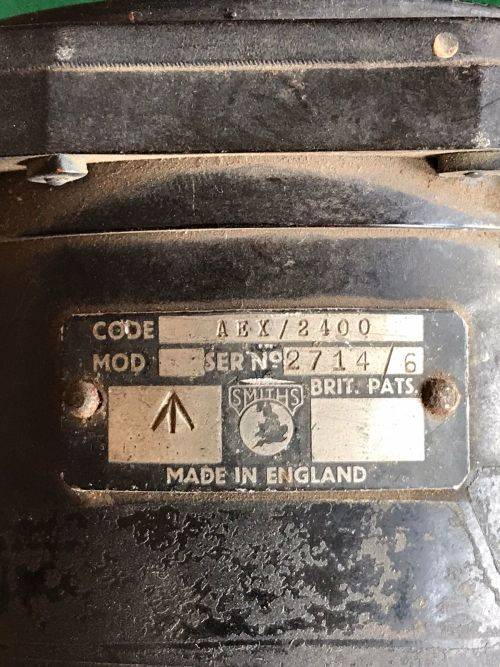 CODE AEX/2400
MOD SER Nº 2714/6
SMITHS BRIT. PATS.
MADE IN ENGLAND